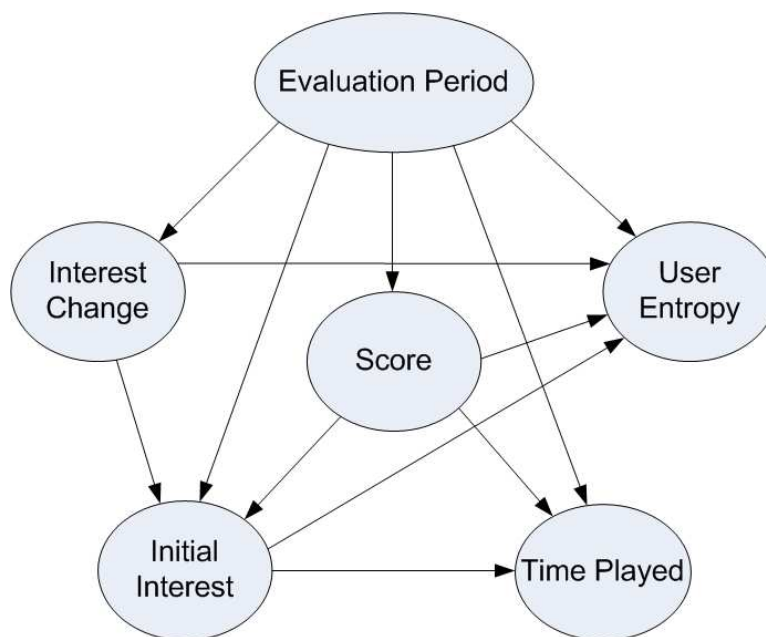 Evaluation Period
Interest
Change
User
Entropy
Score
Initial
Interest
Time Played